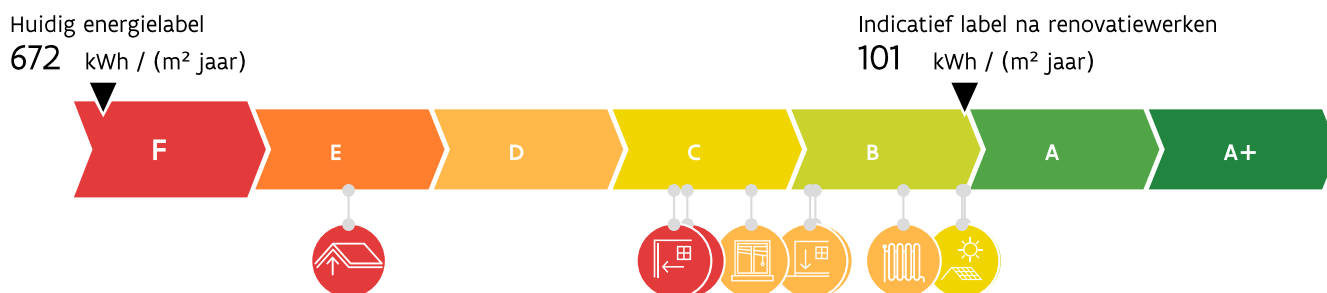 Huidig energielabel
672 kWh / (m² jaar)
Indicatief label na renovatiewerken
101 kWh / (m² jaar)
F E D C B A A+